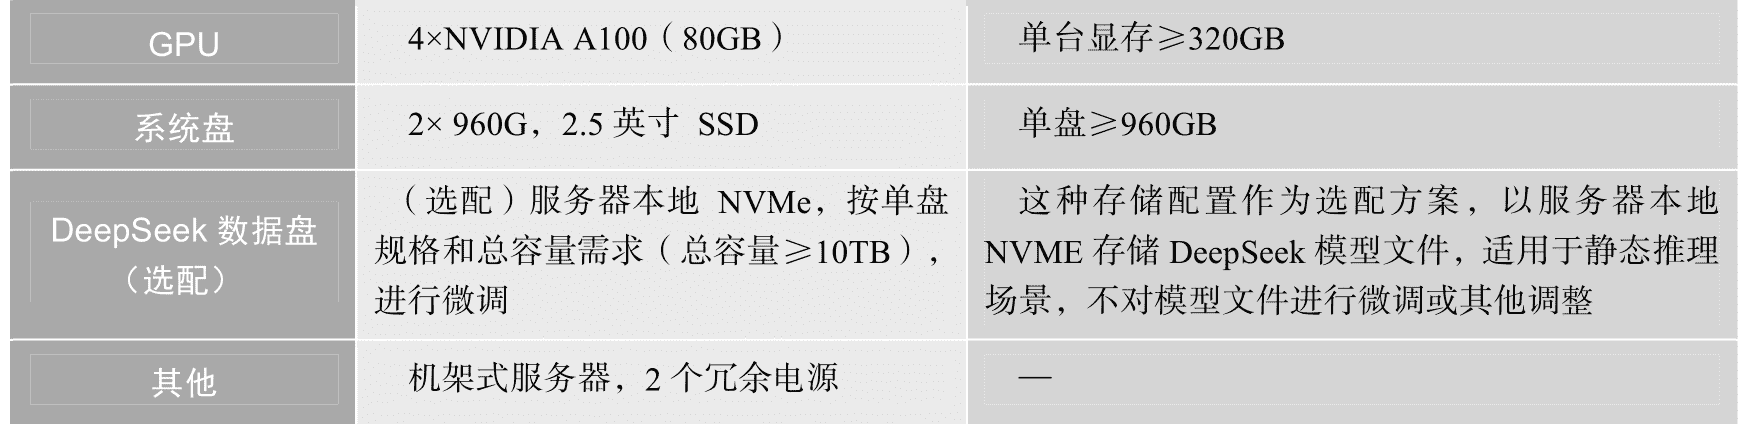 GPU
4×NVIDIA A100（80GB）
单台显存≥320GB
系统盘
2× 960G，2.5 英寸 SSD
单盘≥960GB
DeepSeek 数据盘
（选配）
（选配）服务器本地 NVMe，按单盘
规格和总容量需求（总容量≥10TB），
进行微调
这种存储配置作为选配方案，以服务器本地
NVME 存储 DeepSeek 模型文件，适用于静态推理
场景，不对模型文件进行微调或其他调整
其他
机架式服务器，2 个冗余电源
—